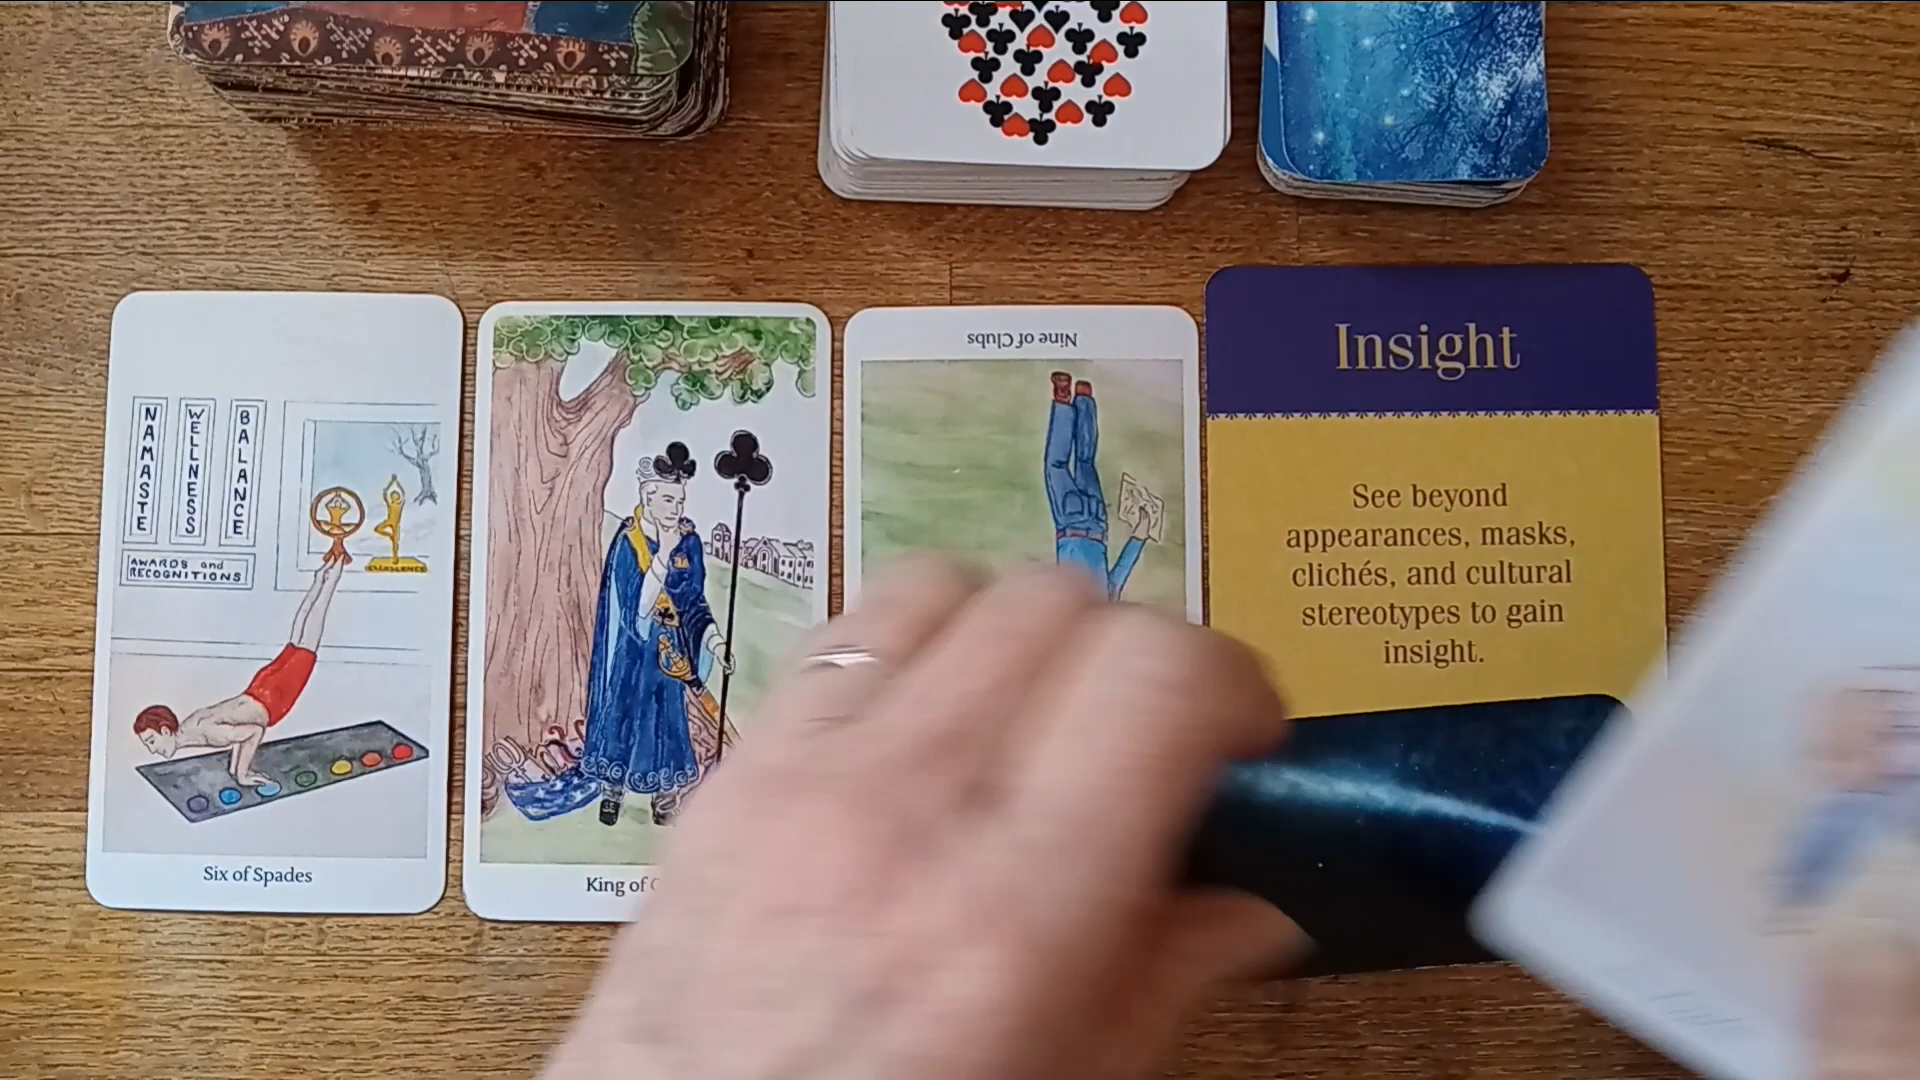 Nine of Clubs
Insight
See beyond
appearances, masks,
clichés, and cultural
stereotypes to gain
insight.
NAMASTE
WELLNESS
BALANCE
AWARDS and
RECOGNITIONS
Six of Spades
King of